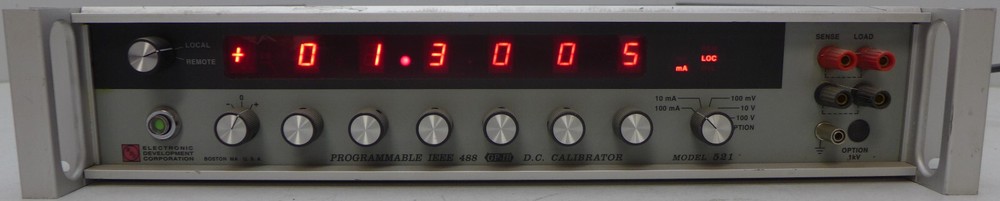 LOCAL
REMOTE
+ 0 1.3 0 0 5
mA
LOC
SENSE LOAD
0
10 mA
100 mA
100 mV
10 V
100 V
OPTION
ELECTRONIC
DEVELOPMENT
CORPORATION
BOSTON MA U.S.A.
PROGRAMMABLE IEEE 488 GPIB D.C. CALIBRATOR
MODEL 521
OPTION
1kV